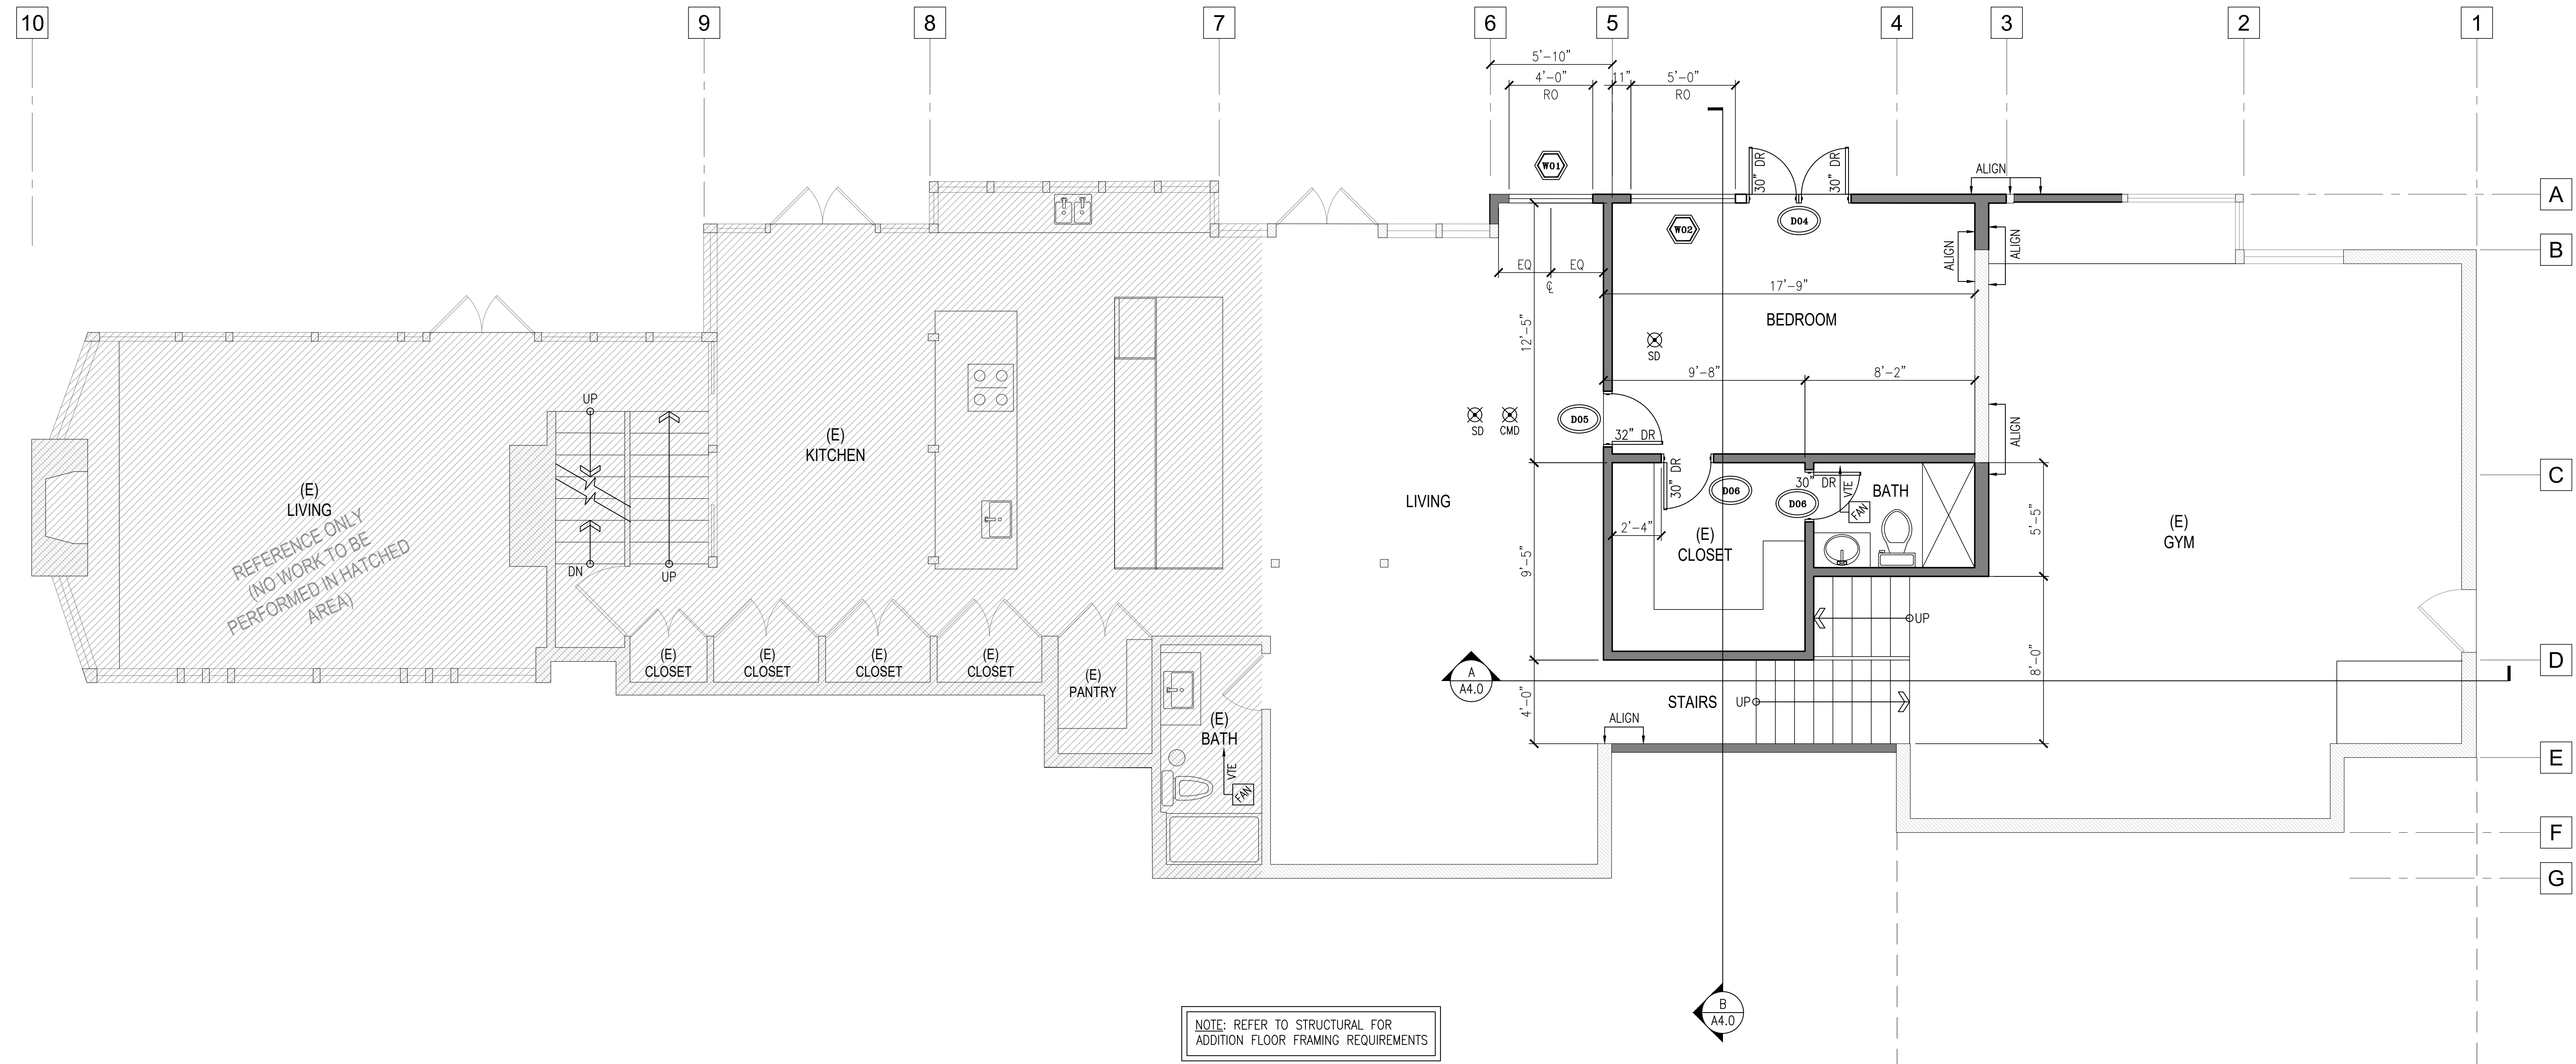 10
9
8
7
6
5
4
3
2
1
5'-10"
4'-0"
11"
5'-0"
RO
RO
W01
30" DR
30" DR
ALIGN
A
D04
W02
B
ALIGN
ALIGN
EQ
EQ
℄
17'-9"
12'-5"
BEDROOM
SD
9'-8"
8'-2"
UP
SD
CMD
D05
ALIGN
32" DR
(E)
KITCHEN
(E)
LIVING
REFERENCE ONLY
(NO WORK TO BE
PERFORMED IN HATCHED
AREA)
DN
UP
LIVING
30" DR
D06
30" DR
D06
VTE
FAN
BATH
C
2'-4"
(E)
CLOSET
5'-5"
(E)
GYM
9'-5"
UP
(E)
CLOSET
(E)
CLOSET
(E)
CLOSET
(E)
CLOSET
(E)
PANTRY
D
A
A4.0
8'-0"
4'-0"
STAIRS
UP
ALIGN
(E)
BATH
VTE
FAN
E
F
G
B
A4.0
NOTE: REFER TO STRUCTURAL FOR
ADDITION FLOOR FRAMING REQUIREMENTS